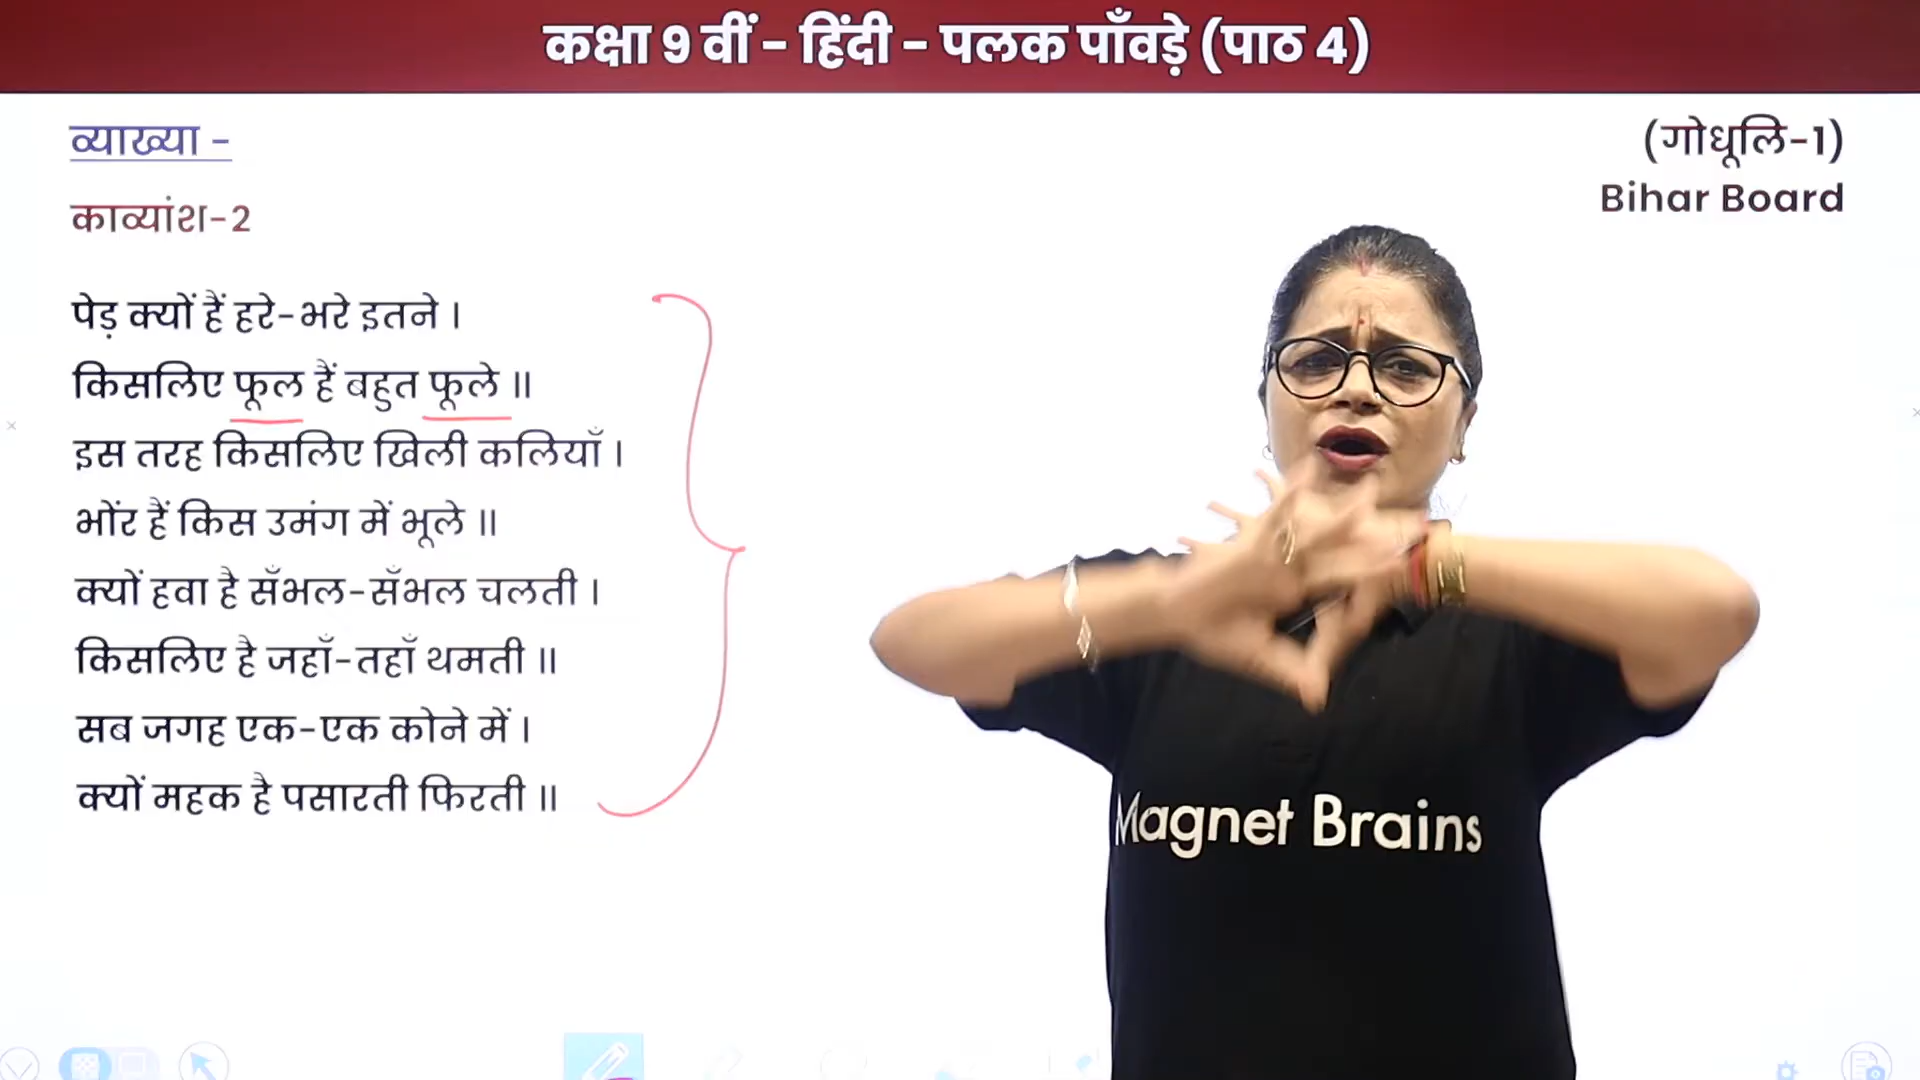 कक्षा 9 वीं - हिंदी - पलक पाँवड़े (पाठ 4)
व्याख्या -
(गोधूलि-1)
Bihar Board
काव्यांश-2
पेड़ क्यों हैं हरे-भरे इतने ।
किसलिए फूल हैं बहुत फूले ॥
इस तरह किसलिए खिली कलियाँ ।
भोंर हैं किस उमंग में भूले ॥
क्यों हवा है सँभल-सँभल चलती ।
किसलिए है जहाँ-तहाँ थमती ॥
सब जगह एक-एक कोने में ।
क्यों महक है पसारती फिरती ॥
Magnet Brains